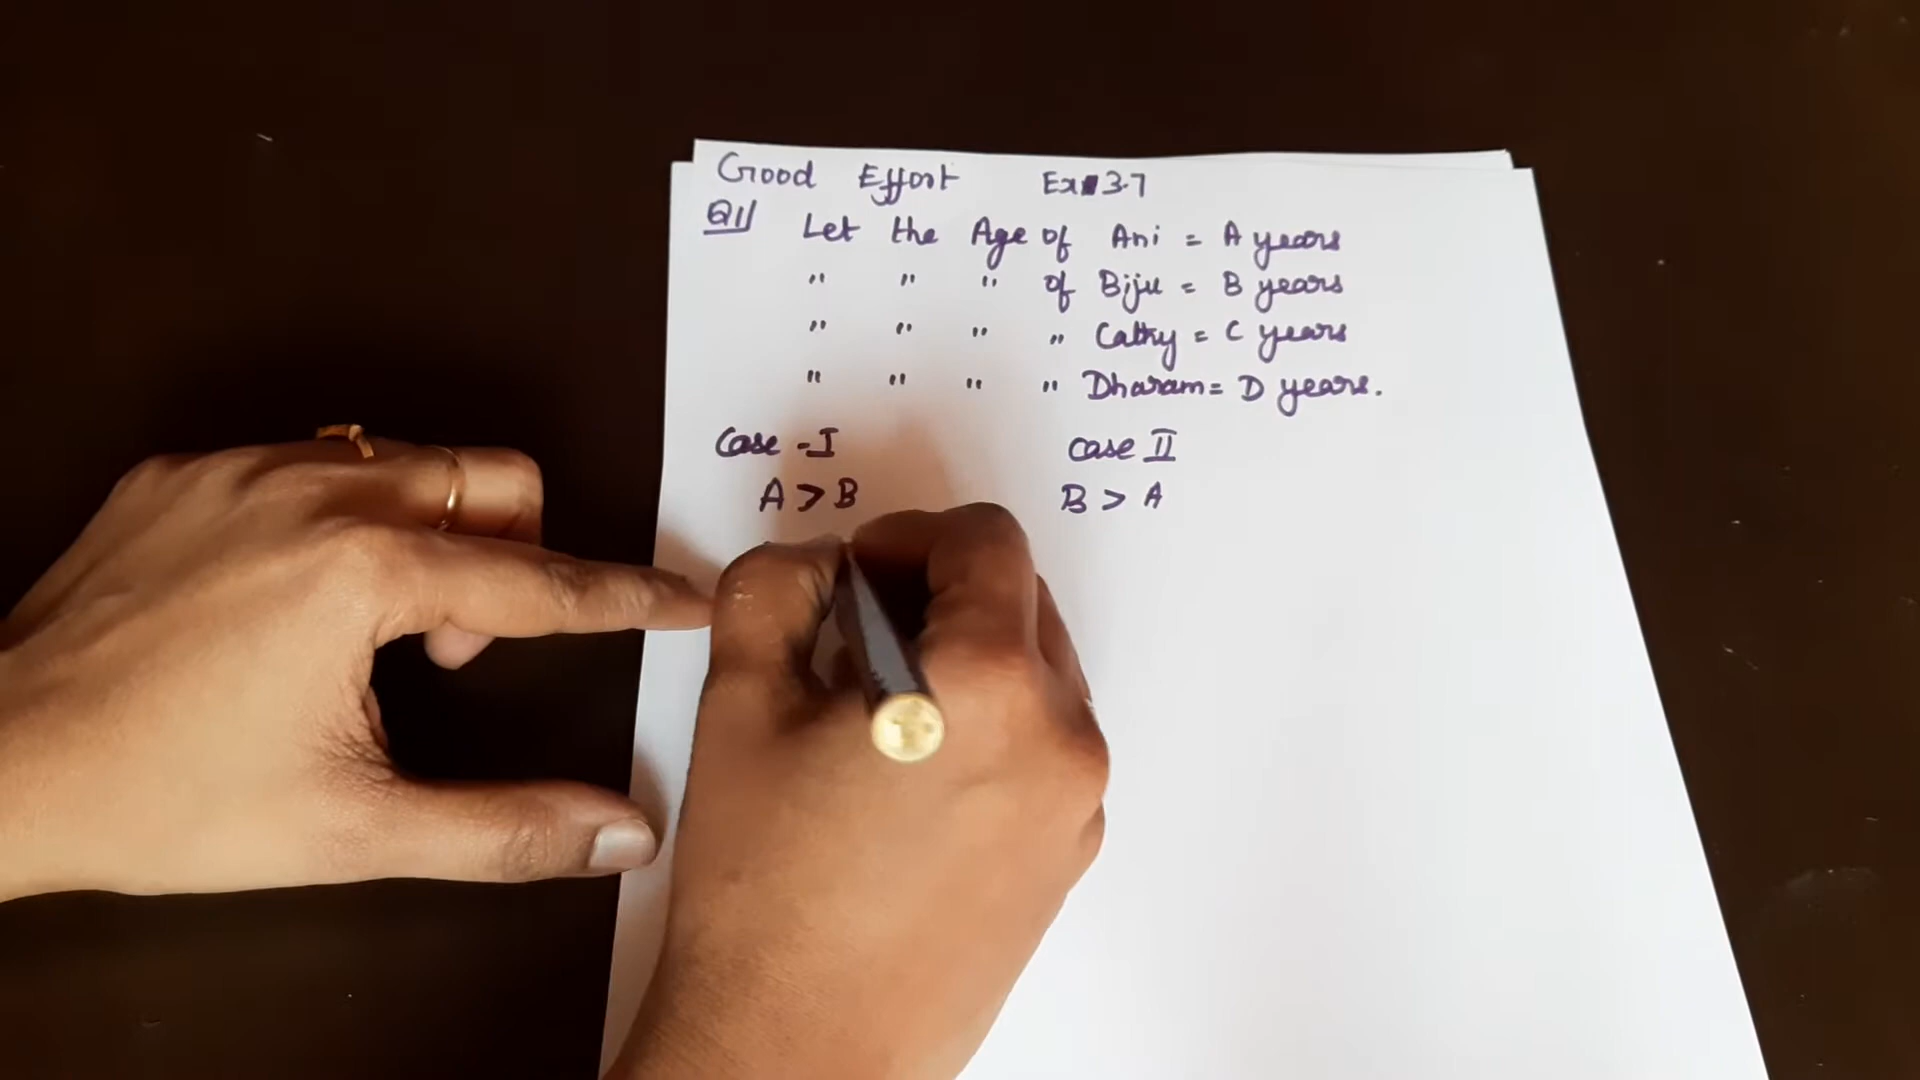 Good Effort Ex 3.7
Q1 Let the Age of Ani = A years
" " " of Biju = B years
" " " " Cathy = C years
" " " " Dharam = D years.
Case - I Case II
A > B B > A